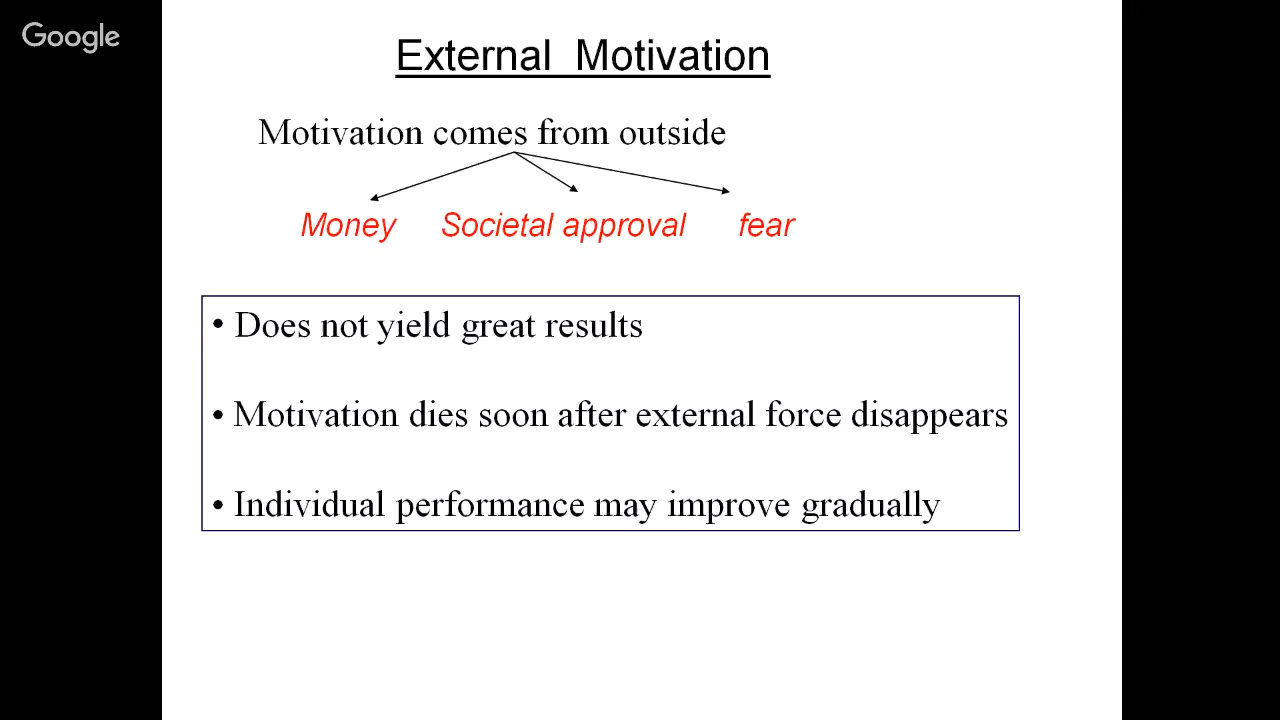 Google
External Motivation
Motivation comes from outside
Money Societal approval fear
• Does not yield great results
• Motivation dies soon after external force disappears
• Individual performance may improve gradually